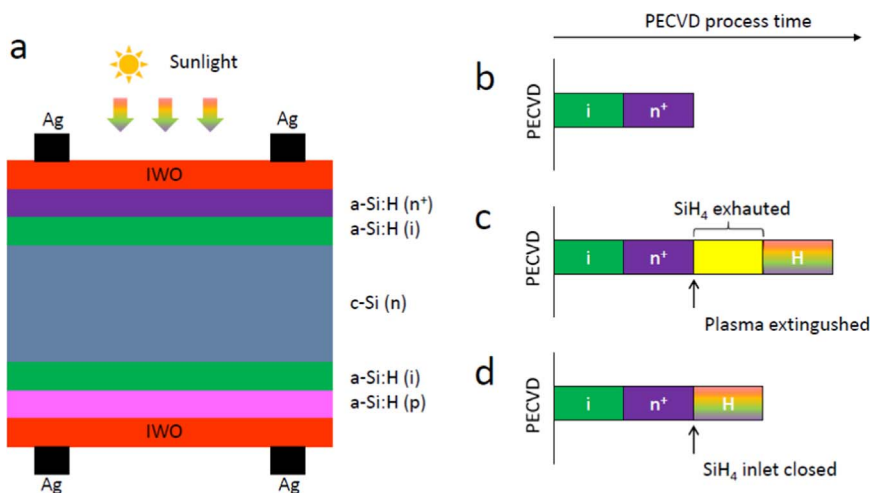 a
Sunlight
Ag
Ag
IWO
a-Si:H (n⁺)
a-Si:H (i)
c-Si (n)
a-Si:H (i)
a-Si:H (p)
IWO
Ag
Ag
PECVD process time
b
PECVD
i
n⁺
c
SiH₄ exhauted
PECVD
i
n⁺
H
Plasma extingushed
d
PECVD
i
n⁺
H
SiH₄ inlet closed